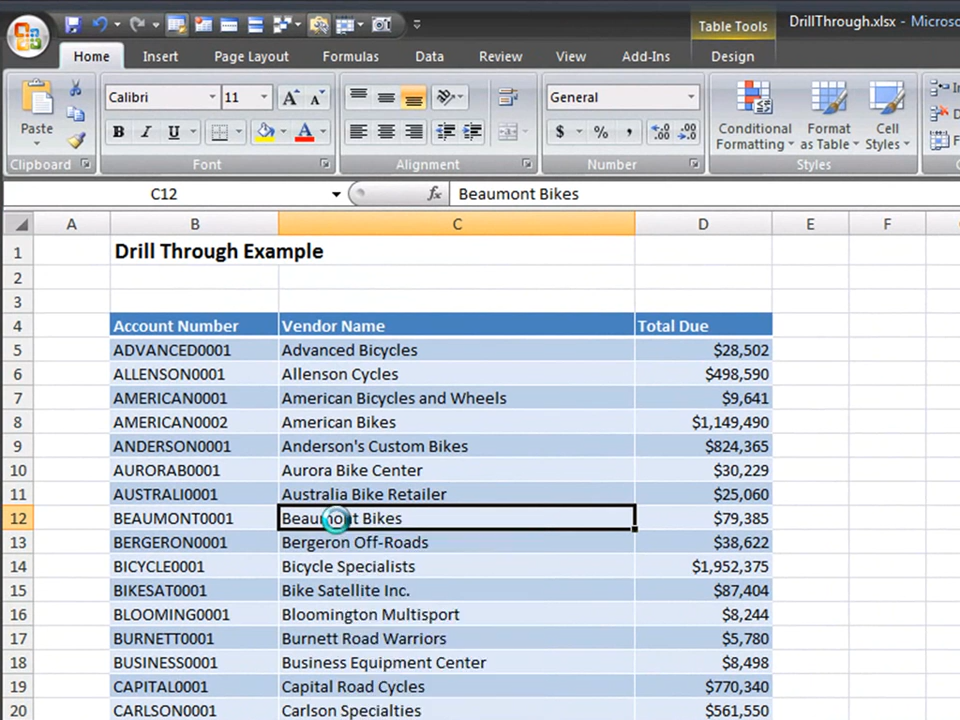 Table Tools DrillThrough.xlsx - Microso
Home Insert Page Layout Formulas Data Review View Add-Ins Design
Calibri 11 General
Paste B I U $ % , Conditional Formatting Format as Table Cell Styles
Clipboard Font Alignment Number Styles
C12 fx Beaumont Bikes
A B C D E F
1 Drill Through Example
2
3
4 Account Number Vendor Name Total Due
5 ADVANCED0001 Advanced Bicycles $28,502
6 ALLENSON0001 Allenson Cycles $498,590
7 AMERICAN0001 American Bicycles and Wheels $9,641
8 AMERICAN0002 American Bikes $1,149,490
9 ANDERSON0001 Anderson's Custom Bikes $824,365
10 AURORAB0001 Aurora Bike Center $30,229
11 AUSTRALI0001 Australia Bike Retailer $25,060
12 BEAUMONT0001 Beaumont Bikes $79,385
13 BERGERON0001 Bergeron Off-Roads $38,622
14 BICYCLE0001 Bicycle Specialists $1,952,375
15 BIKESAT0001 Bike Satellite Inc. $87,404
16 BLOOMING0001 Bloomington Multisport $8,244
17 BURNETT0001 Burnett Road Warriors $5,780
18 BUSINESS0001 Business Equipment Center $8,498
19 CAPITAL0001 Capital Road Cycles $770,340
20 CARLSON0001 Carlson Specialties $561,550